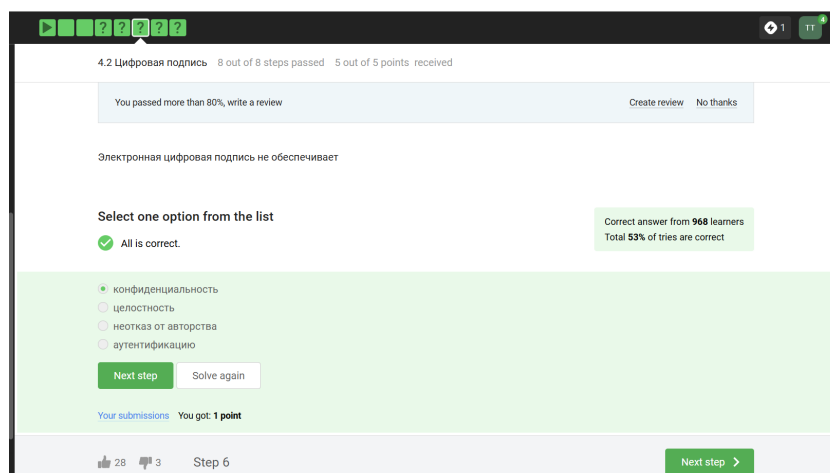 ? ? ? ? ?
1 TT 4
4.2 Цифровая подпись 8 out of 8 steps passed 5 out of 5 points received
You passed more than 80%, write a review Create review No thanks
Электронная цифровая подпись не обеспечивает
Select one option from the list
Correct answer from 968 learners
All is correct.
Total 53% of tries are correct
конфиденциальность
целостность
неотказ от авторства
аутентификацию
Next step Solve again
Your submissions You got: 1 point
28 3 Step 6 Next step